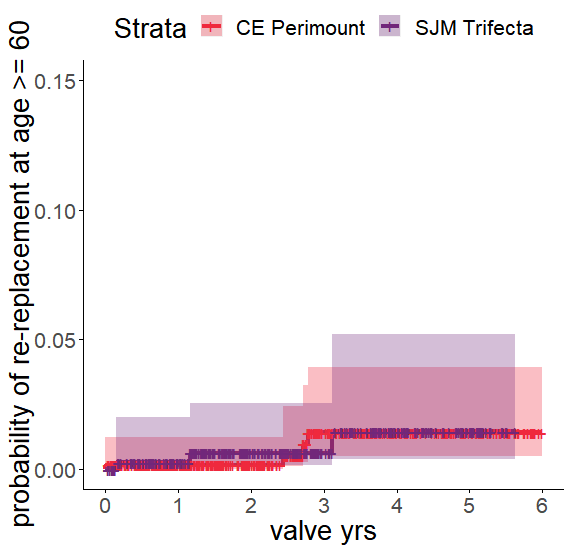 Strata CE Perimount SJM Trifecta
probability of re-replacement at age >= 60
0.15
0.10
0.05
0.00
0 1 2 3 4 5 6
valve yrs